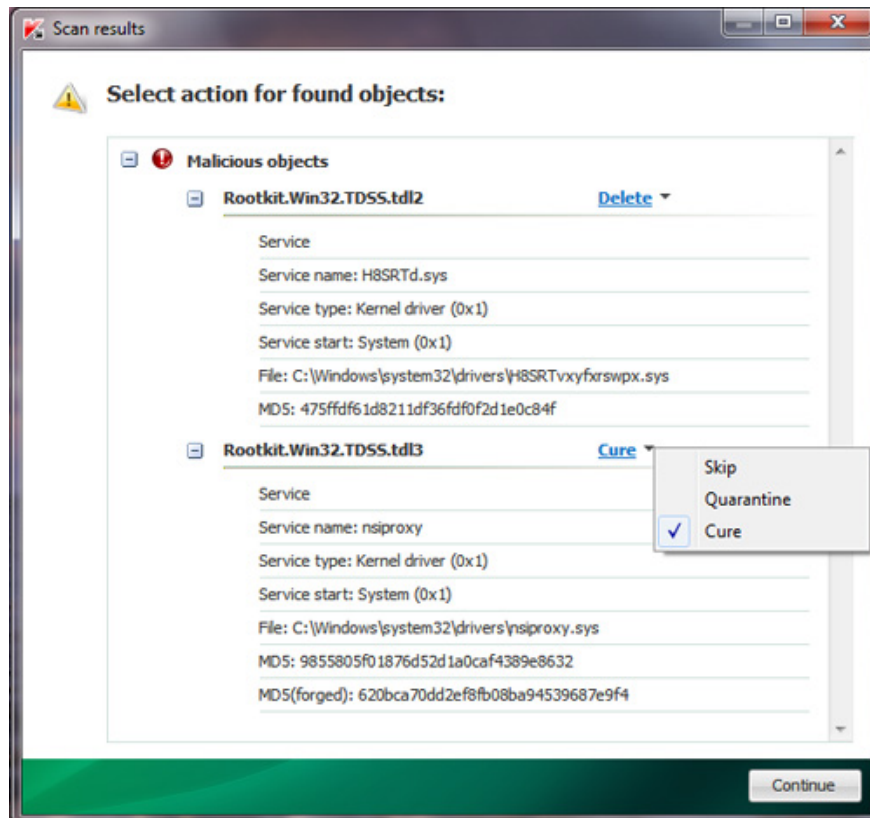 Scan results
Select action for found objects:
Malicious objects
Rootkit.Win32.TDSS.tdl2 Delete
Service
Service name: H8SRTd.sys
Service type: Kernel driver (0x1)
Service start: System (0x1)
File: C:\Windows\system32\drivers\H8SRTvxyfxrswpx.sys
MD5: 475ffdf61d8211df36fdf0f2d1e0c84f
Rootkit.Win32.TDSS.tdl3 Cure
Skip
Quarantine
Cure
Service
Service name: nsiproxy
Service type: Kernel driver (0x1)
Service start: System (0x1)
File: C:\Windows\system32\drivers\nsiproxy.sys
MD5: 9855805f01876d52d1a0caf4389e8632
MD5(forged): 620bca70dd2ef8fb08ba94539687e9f4
Continue